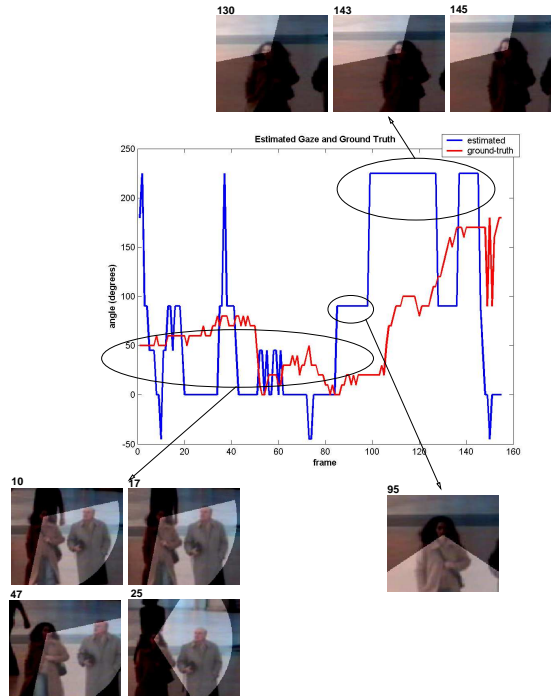 130 143 145
Estimated Gaze and Ground Truth
estimated
ground-truth
250
200
150
100
50
0
-50
angle (degrees)
0 20 40 60 80 100 120 140 160
frame
10 17
95
47 25